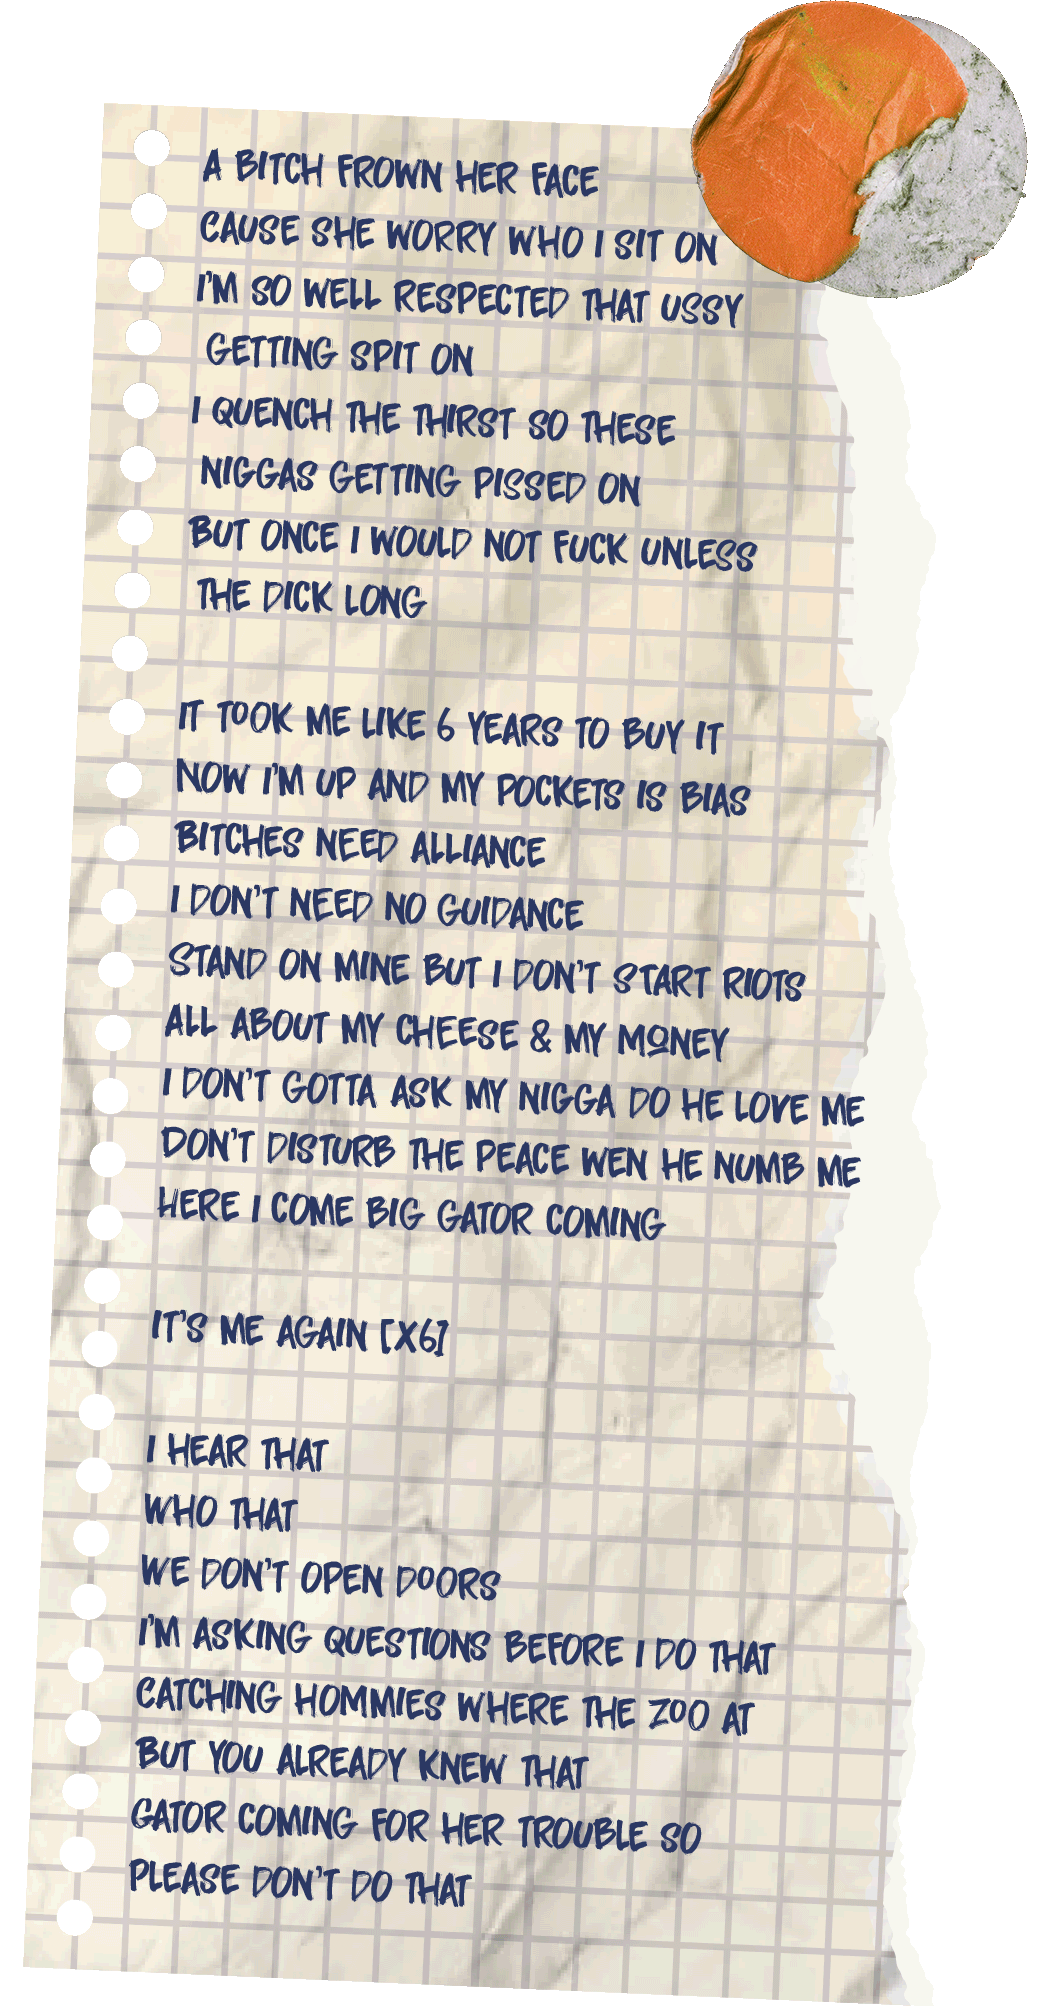 A BITCH FROWN HER FACE
CAUSE SHE WORRY WHO I SIT ON
I'M SO WELL RESPECTED THAT USSY
GETTING SPIT ON
I QUENCH THE THIRST SO THESE
NIGGAS GETTING PISSED ON
BUT ONCE I WOULD NOT FUCK UNLESS
THE DICK LONG
IT TOOK ME LIKE 6 YEARS TO BUY IT
NOW I'M UP AND MY POCKETS IS BIAS
BITCHES NEED ALLIANCE
I DON'T NEED NO GUIDANCE
STAND ON MINE BUT I DON'T START RIOTS
ALL ABOUT MY CHEESE & MY MONEY
I DON'T GOTTA ASK MY NIGGA DO HE LOVE ME
DON'T DISTURB THE PEACE WEN HE NUMB ME
HERE I COME BIG GATOR COMING
IT'S ME AGAIN [X6]
I HEAR THAT
WHO THAT
WE DON'T OPEN DOORS
I'M ASKING QUESTIONS BEFORE I DO THAT
CATCHING HOMMIES WHERE THE ZOO AT
BUT YOU ALREADY KNEW THAT
GATOR COMING FOR HER TROUBLE SO
PLEASE DON'T DO THAT